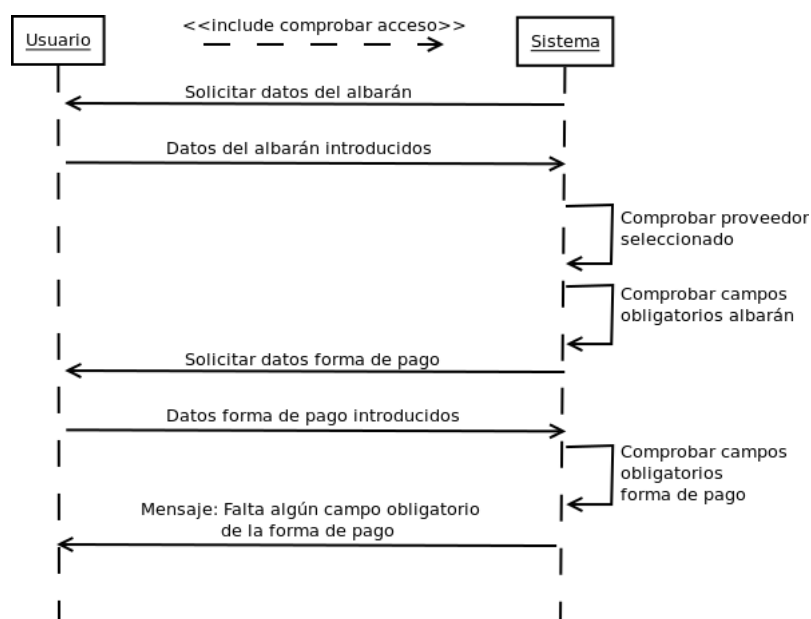 <<include comprobar acceso>>
Usuario
Sistema
Solicitar datos del albarán
Datos del albarán introducidos
Comprobar proveedor
seleccionado
Comprobar campos
obligatorios albarán
Solicitar datos forma de pago
Datos forma de pago introducidos
Comprobar campos
obligatorios
forma de pago
Mensaje: Falta algún campo obligatorio
de la forma de pago